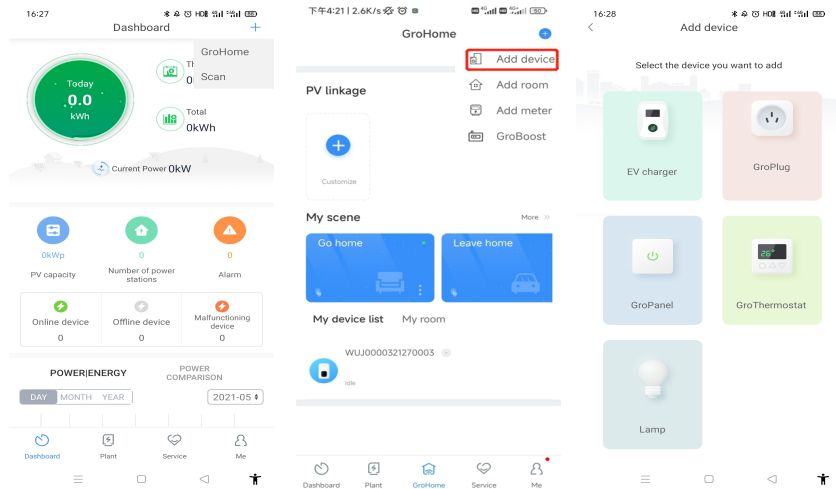 16:27
Dashboard
GroHome
Scan
Today
0.0
kWh
Total
0kWh
Current Power 0kW
0kWp
PV capacity
0
Number of power
stations
0
Alarm
Online device
0
Offline device
0
Malfunctioning
device
0
POWER|ENERGY
POWER
COMPARISON
DAY MONTH YEAR
2021-05
Dashboard
Plant
Service
Me
下午4:21 | 2.6K/s
GroHome
Add device
Add room
Add meter
GroBoost
PV linkage
Customize
My scene
More
Go home
Leave home
My device list
My room
WUJ0000321270003
Idle
Dashboard
Plant
GroHome
Service
Me
16:28
Add device
Select the device you want to add
EV charger
GroPlug
GroPanel
GroThermostat
Lamp